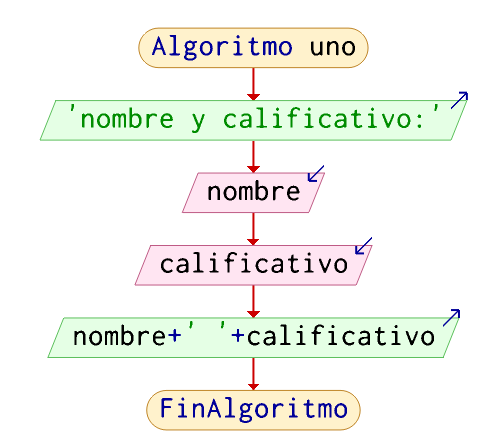 Algoritmo uno
'nombre y calificativo:'
nombre
calificativo
nombre+' '+calificativo
FinAlgoritmo